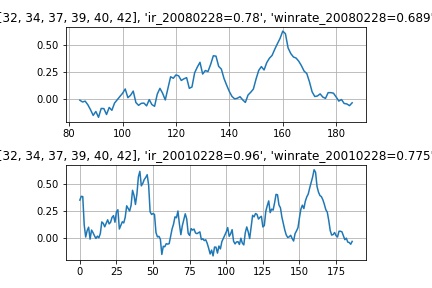 [32, 34, 37, 39, 40, 42], 'ir_20080228=0.78', 'winrate_20080228=0.689'
0.50
0.25
0.00
80 100 120 140 160 180
[32, 34, 37, 39, 40, 42], 'ir_20010228=0.96', 'winrate_20010228=0.775'
0.50
0.25
0.00
0 25 50 75 100 125 150 175